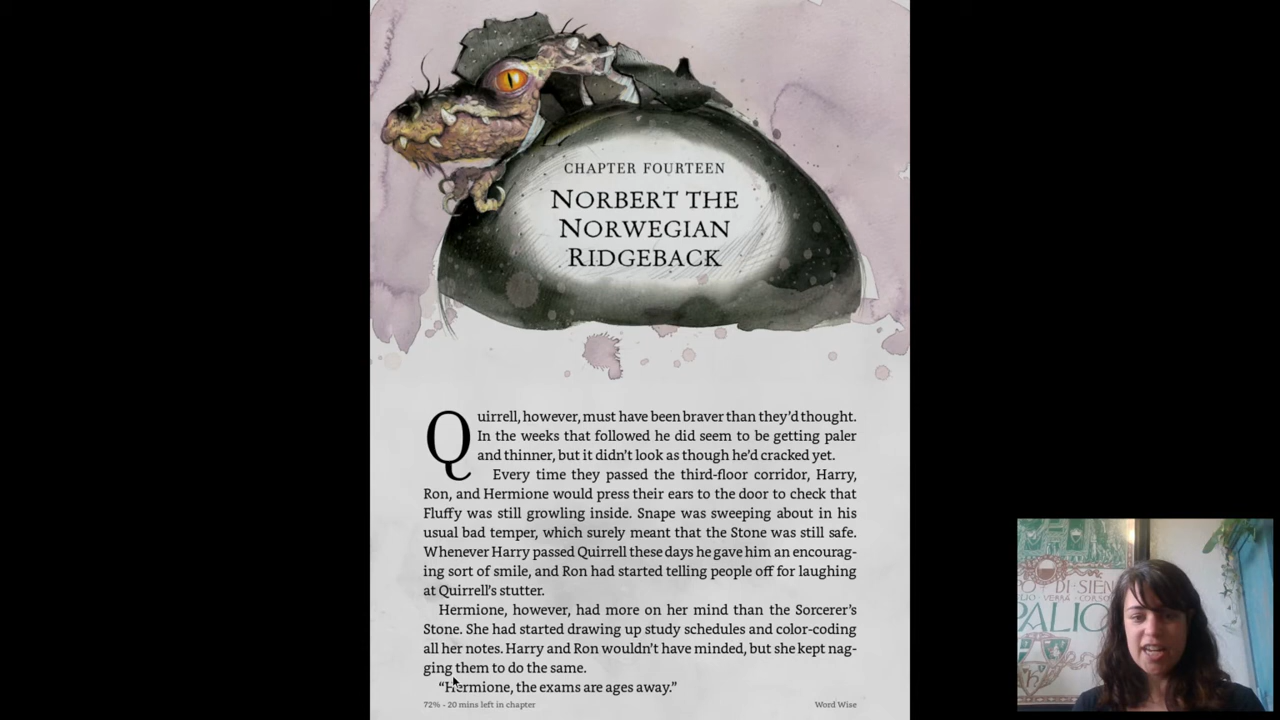 CHAPTER FOURTEEN
NORBERT THE
NORWEGIAN
RIDGEBACK
Quirrell, however, must have been braver than they'd thought.
In the weeks that followed he did seem to be getting paler
and thinner, but it didn't look as though he'd cracked yet.
Every time they passed the third-floor corridor, Harry,
Ron, and Hermione would press their ears to the door to check that
Fluffy was still growling inside. Snape was sweeping about in his
usual bad temper, which surely meant that the Stone was still safe.
Whenever Harry passed Quirrell these days he gave him an encourag-
ing sort of smile, and Ron had started telling people off for laughing
at Quirrell's stutter.
Hermione, however, had more on her mind than the Sorcerer's
Stone. She had started drawing up study schedules and color-coding
all her notes. Harry and Ron wouldn't have minded, but she kept nag-
ging them to do the same.
“Hermione, the exams are ages away.”
72% - 20 mins left in chapter
Word Wise
DI SIEN
PALIO